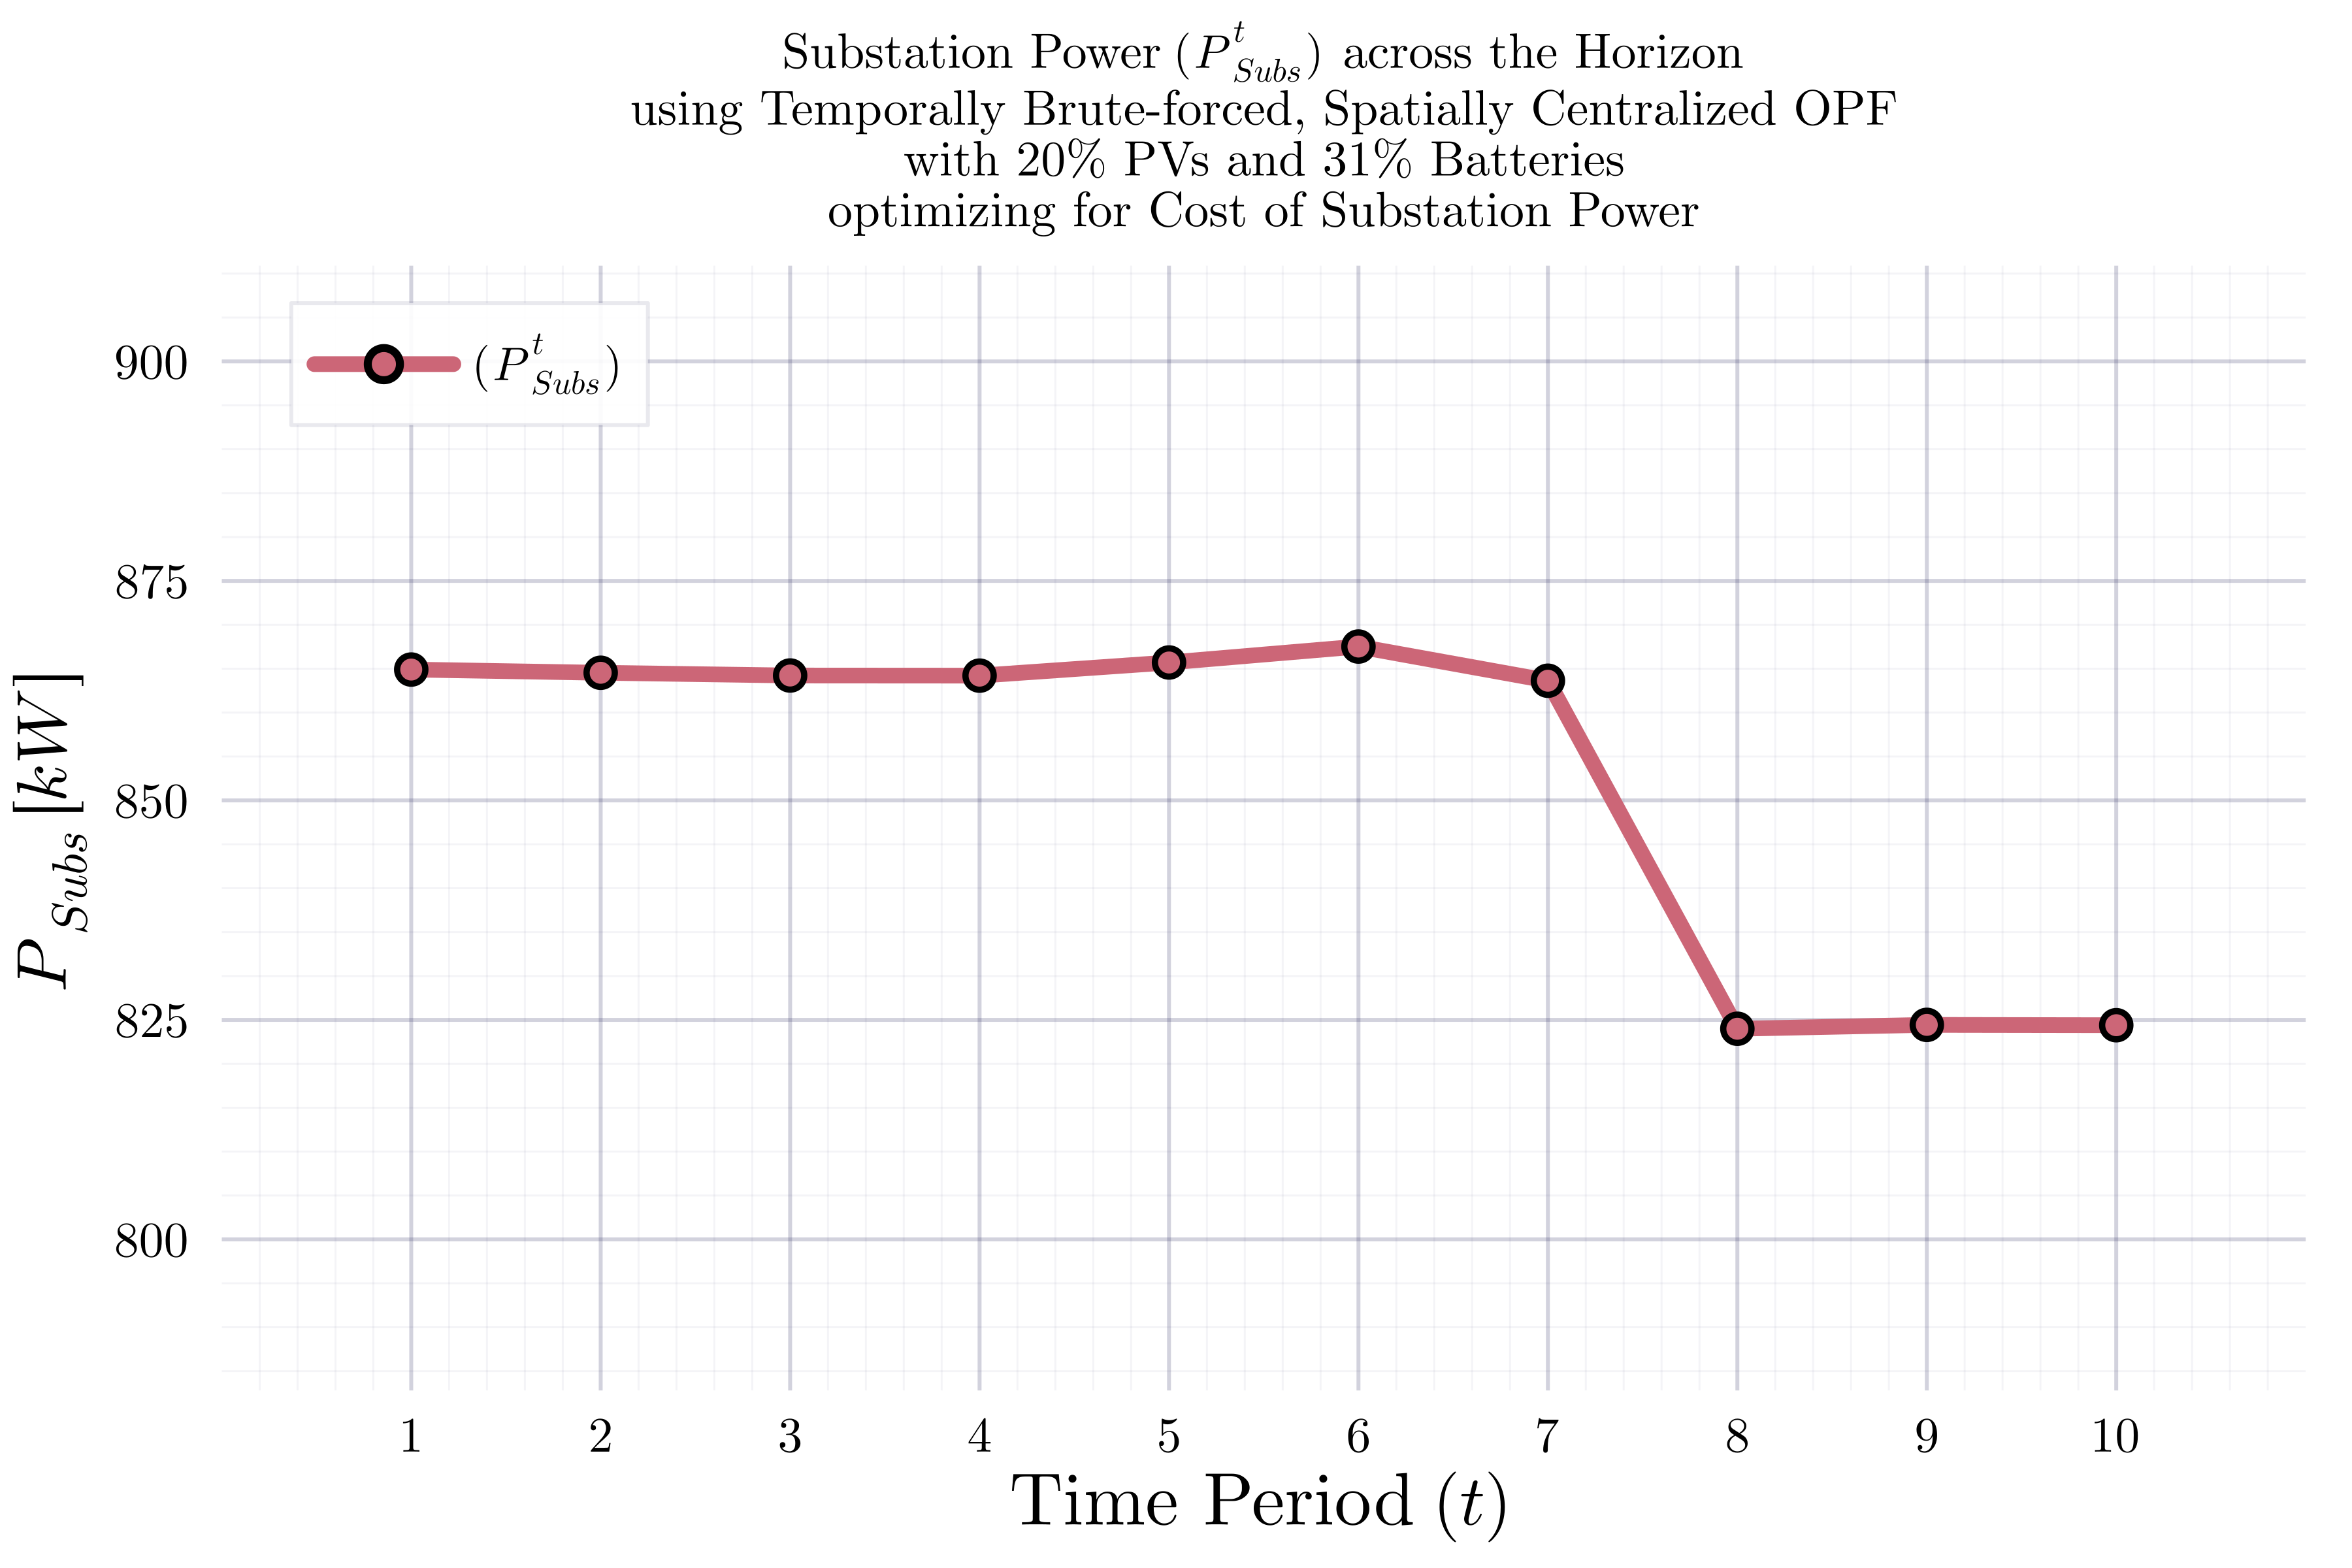 Substation Power (P^t_Subs) across the Horizon
using Temporally Brute-forced, Spatially Centralized OPF
with 20% PVs and 31% Batteries
optimizing for Cost of Substation Power
(P^t_Subs)
900
875
850
825
800
P_Subs [kW]
1 2 3 4 5 6 7 8 9 10
Time Period (t)